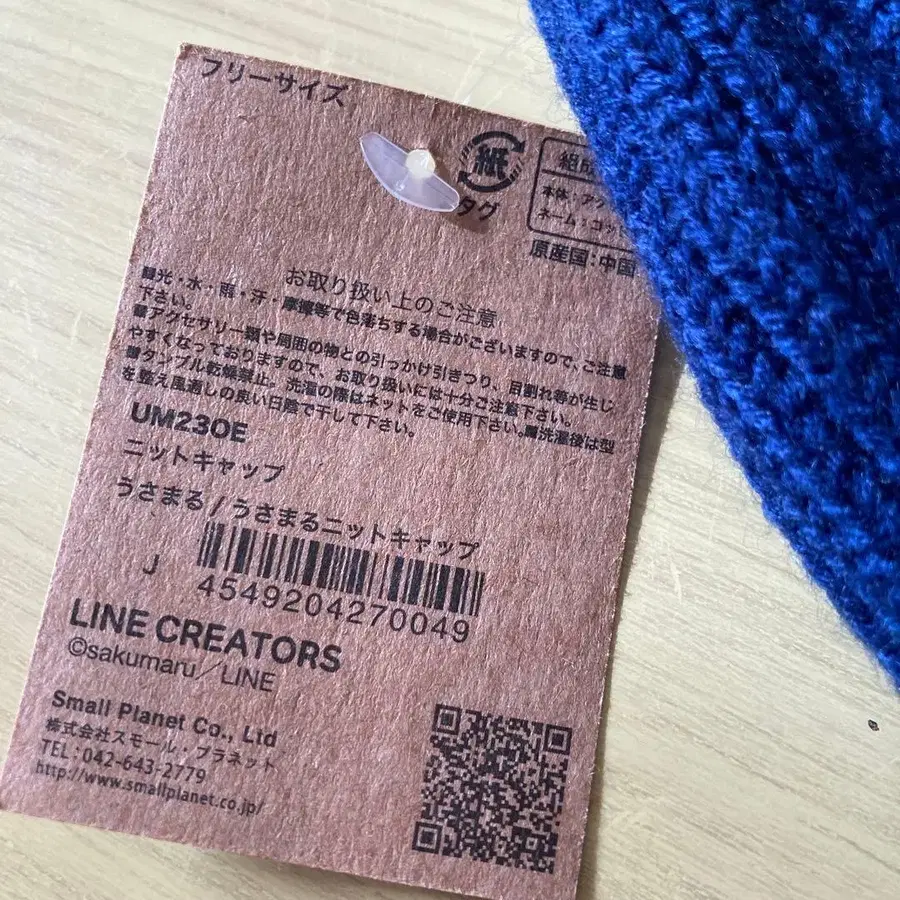 フリーサイズ
紙
タグ
組成
本体:アク
ネーム:コッ
原産国:中国
お取り扱い上のご注意
■光・水・雨・汗・摩擦等で色落ちする場合がございますので、ご注意
下さい。
■アクセサリー類や周囲の物との引っかけ引きつり、目割れ等が生じ
やすくなっておりますので、お取り扱いには十分ご注意下さい。
■タンブル乾燥禁止。洗濯の際はネットをご使用下さい。■洗濯後は型
を整え風通しの良い日陰で干して下さい。
UM230E
ニットキャップ
うさまる/うさまるニットキャップ
J
4549204270049
LINE CREATORS
©sakumaru/LINE
Small Planet Co., Ltd
株式会社スモール・プラネット
TEL:042-643-2779
http://www.smallplanet.co.jp/